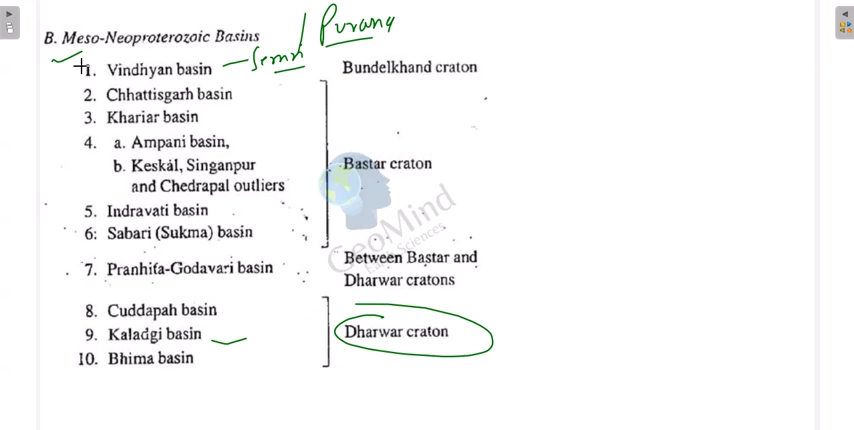 Purana
B. Meso-Neoproterozoic Basins
1. Vindhyan basin Semri Bundelkhand craton
2. Chhattisgarh basin
3. Khariar basin
4. a. Ampani basin,
b. Keskal, Singanpur Bastar craton
and Chedrapal outliers
5. Indravati basin
6: Sabari (Sukma) basin
7. Pranhita-Godavari basin Between Bastar and
Dharwar cratons
8. Cuddapah basin
9. Kaladgi basin Dharwar craton
10. Bhima basin
GeoMind
Sciences